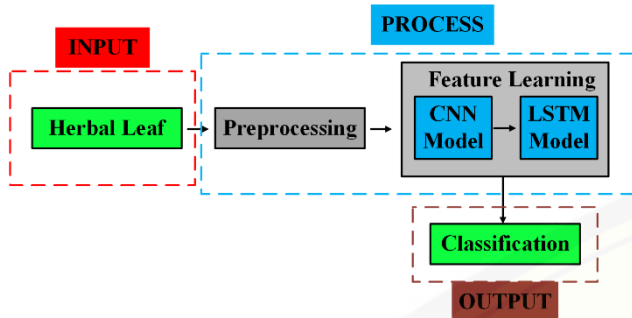 INPUT
PROCESS
Herbal Leaf
Preprocessing
Feature Learning
CNN
Model
LSTM
Model
Classification
OUTPUT